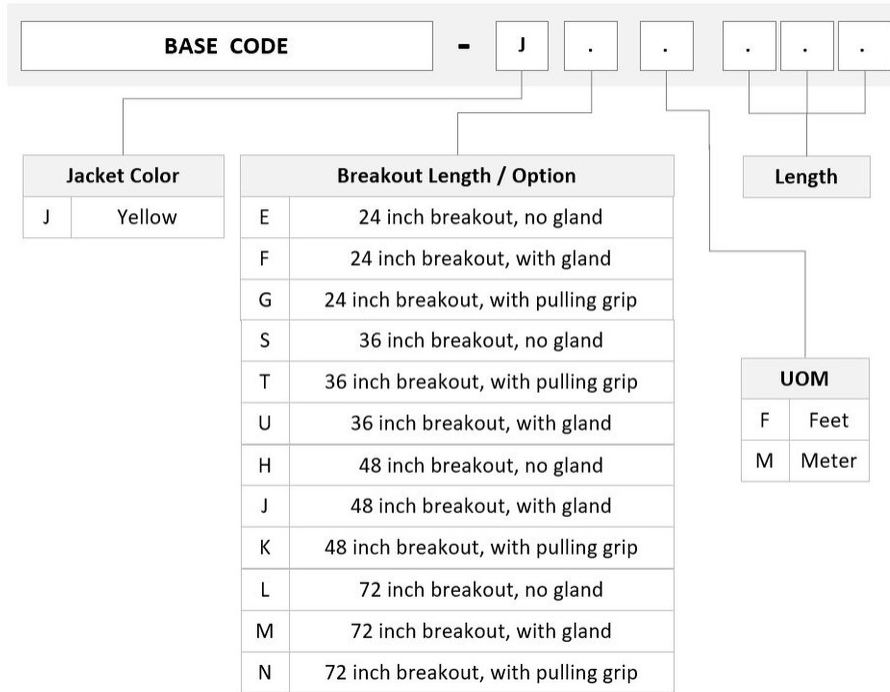 BASE CODE - J . . . . .
Jacket Color
J Yellow
Breakout Length / Option
E 24 inch breakout, no gland
F 24 inch breakout, with gland
G 24 inch breakout, with pulling grip
S 36 inch breakout, no gland
T 36 inch breakout, with pulling grip
U 36 inch breakout, with gland
H 48 inch breakout, no gland
J 48 inch breakout, with gland
K 48 inch breakout, with pulling grip
L 72 inch breakout, no gland
M 72 inch breakout, with gland
N 72 inch breakout, with pulling grip
Length
UOM
F Feet
M Meter